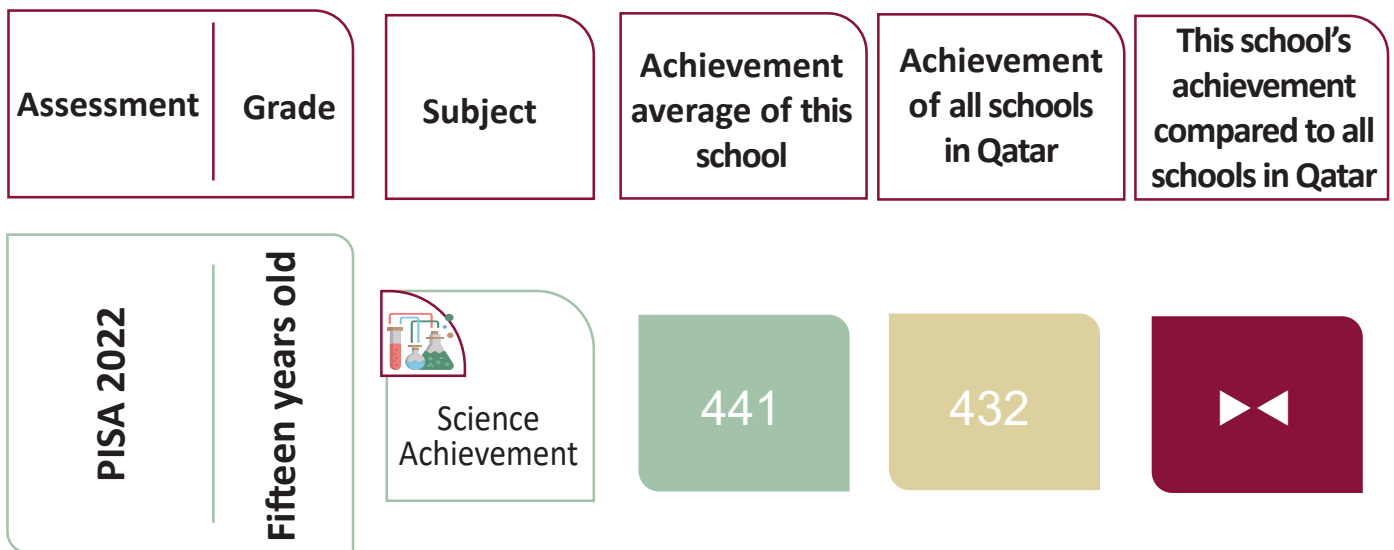 Assessment
Grade
Subject
Achievement
average of this
school
Achievement
of all schools
in Qatar
This school's
achievement
compared to all
schools in Qatar
PISA 2022
Fifteen years old
Science
Achievement
441
432